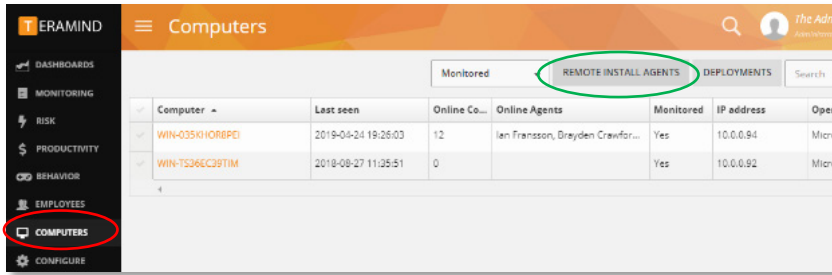 TERAMIND
Computers
The Adm
DASHBOARDS
MONITORING
RISK
PRODUCTIVITY
BEHAVIOR
EMPLOYEES
COMPUTERS
CONFIGURE
Monitored REMOTE INSTALL AGENTS DEPLOYMENTS Search
Computer Last seen Online Co... Online Agents Monitored IP address Oper
WIN-035KHORBPEI 2019-04-24 19:26:03 12 Ian Fransson, Brayden Crawfor... Yes 10.0.0.94 Micr
WIN-TS36EC39TIM 2018-08-27 11:35:51 0 Yes 10.0.0.92 Micr